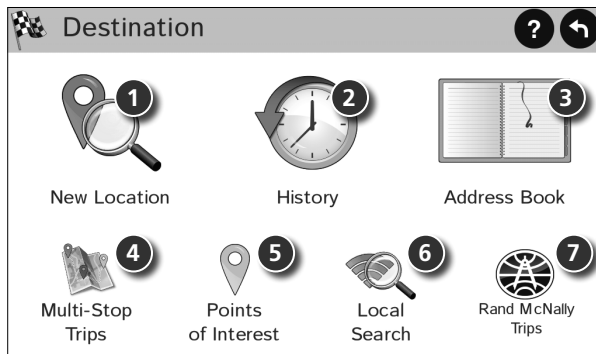 Destination
?
1
2
3
New Location
History
Address Book
4
5
6
7
Multi-Stop
Trips
Points
of Interest
Local
Search
Rand McNally
Trips